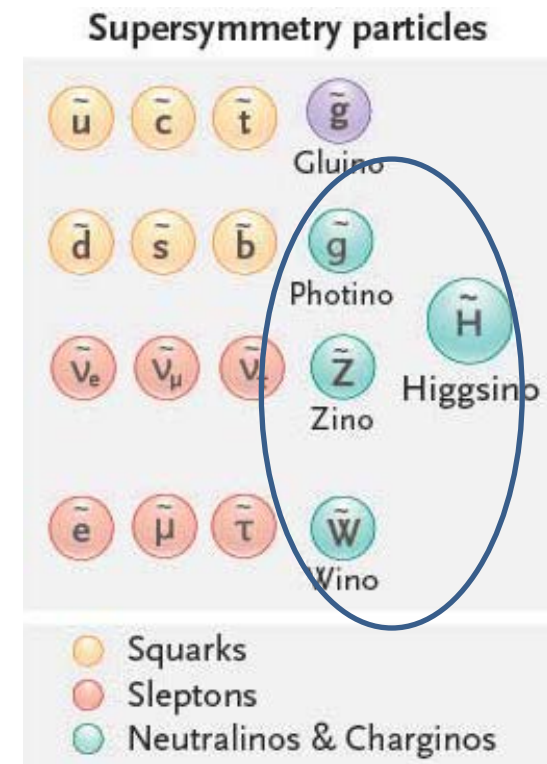 Supersymmetry particles
ũ c̃ t̃ g̃
Gluino
d̃ s̃ b̃ g̃
Photino
H̃
ν̃e ν̃μ ν̃τ Z̃
Higgsino
Zino
ẽ μ̃ τ̃ W̃
Wino
Squarks
Sleptons
Neutralinos & Charginos